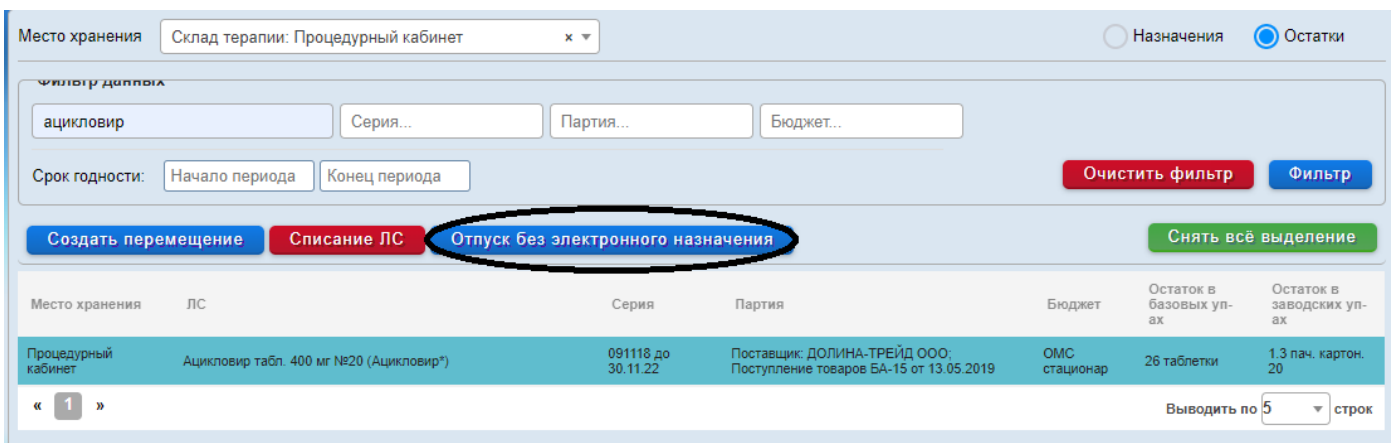 Место хранения Склад терапии: Процедурный кабинет × Назначения Остатки
Фильтр данных
ацикловир Серия... Партия... Бюджет...
Срок годности: Начало периода Конец периода Очистить фильтр Фильтр
Создать перемещение Списание ЛС Отпуск без электронного назначения Снять всё выделение
Место хранения ЛС Серия Партия Бюджет Остаток в базовых уп-ах Остаток в заводских уп-ах
Процедурный кабинет Ацикловир табл. 400 мг №20 (Ацикловир*) 091118 до 30.11.22 Поставщик: ДОЛИНА-ТРЕЙД ООО; Поступление товаров БА-15 от 13.05.2019 ОМС стационар 26 таблетки 1.3 пач. картон. 20
« 1 » Выводить по 5 строк